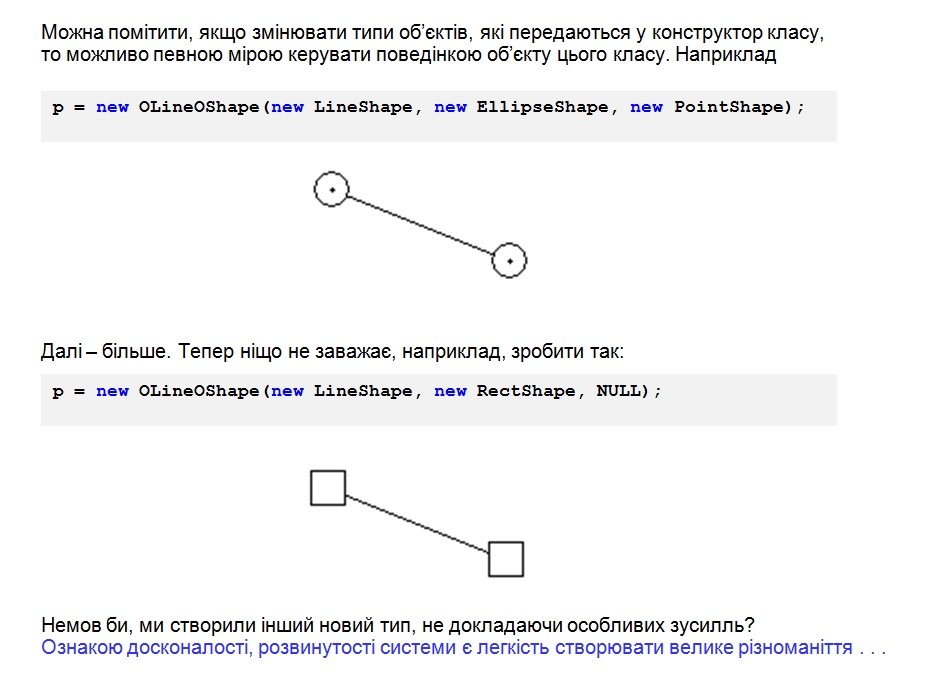 Можна помітити, якщо змінювати типи об’єктів, які передаються у конструктор класу,
то можливо певною мірою керувати поведінкою об’єкту цього класу. Наприклад
p = new OLineOShape(new LineShape, new EllipseShape, new PointShape);
Далі – більше. Тепер ніщо не заважає, наприклад, зробити так:
p = new OLineOShape(new LineShape, new RectShape, NULL);
Немов би, ми створили інший новий тип, не докладаючи особливих зусилль?
Ознакою досконалості, розвинутості системи є легкість створювати велике різноманіття . . .